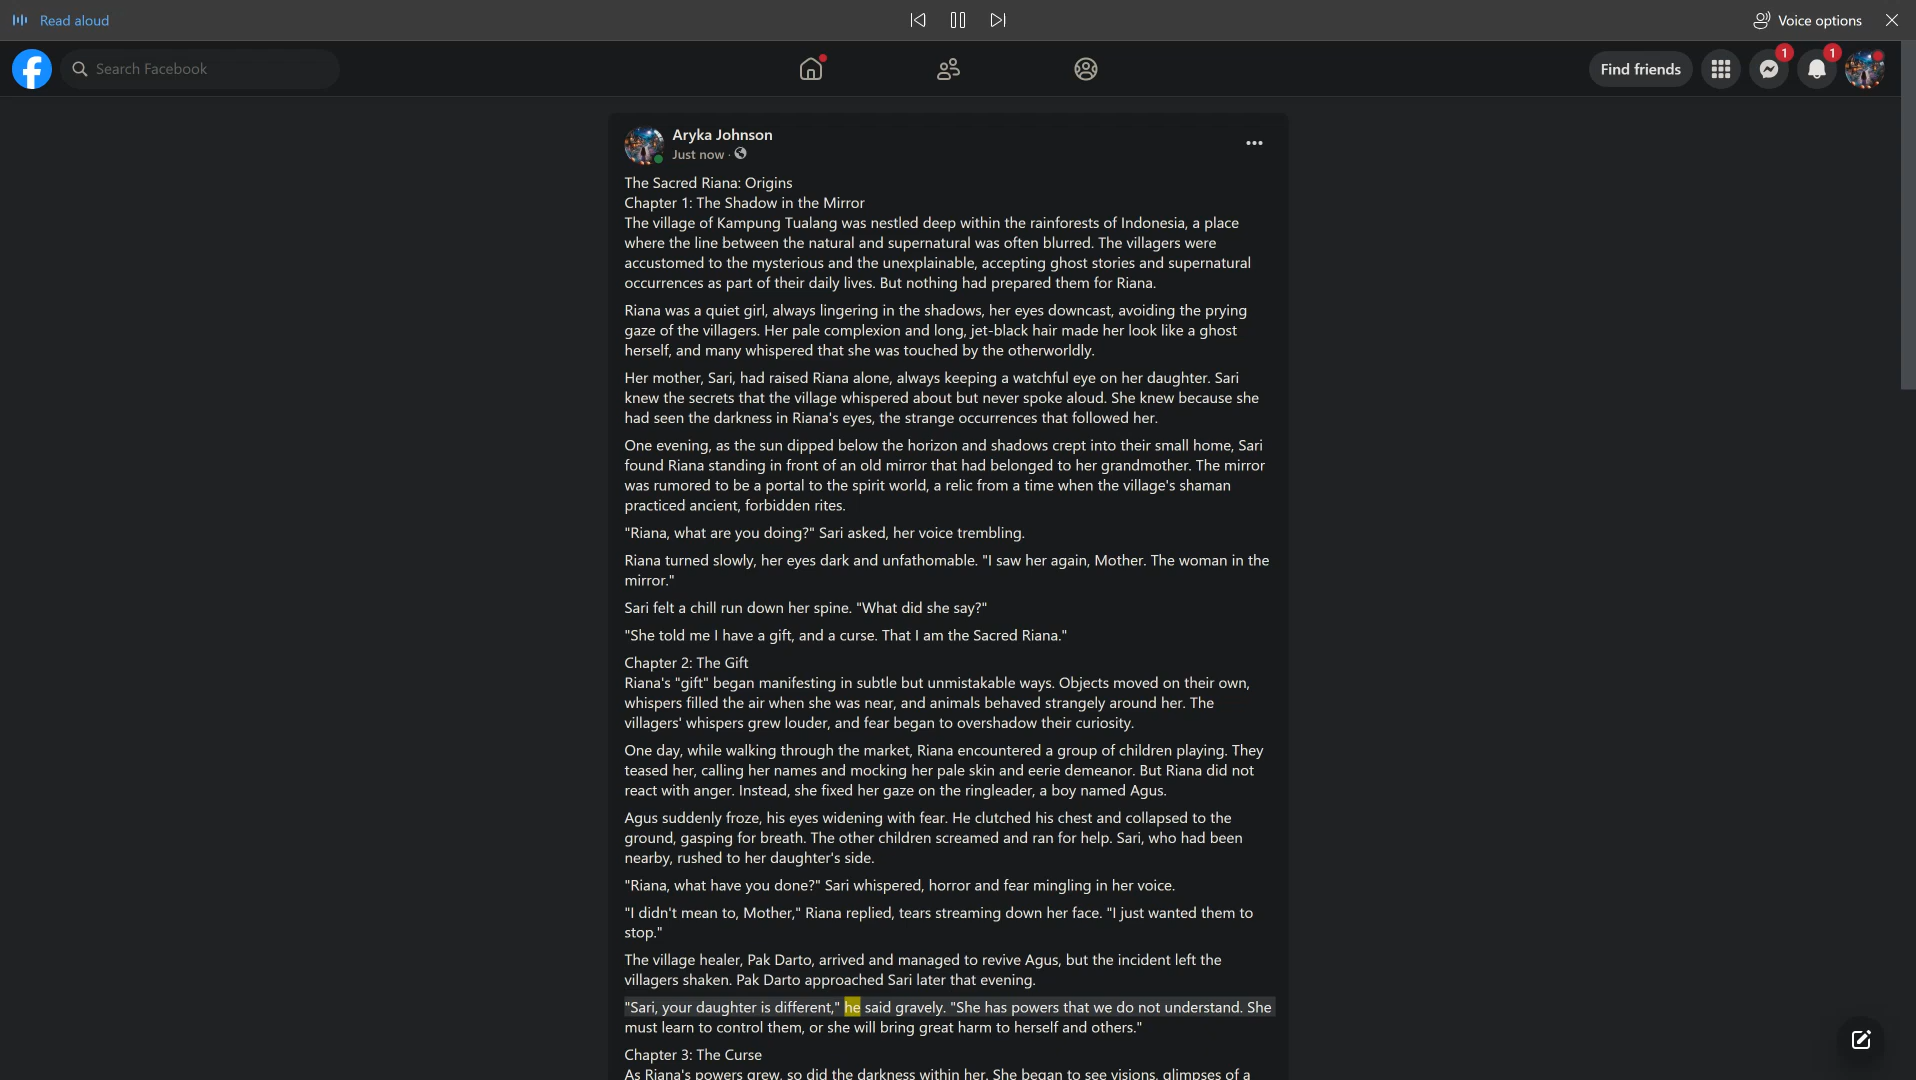 Read aloud
Voice options
Search Facebook
Find friends
1
1
Aryka Johnson
Just now ·
The Sacred Riana: Origins
Chapter 1: The Shadow in the Mirror
The village of Kampung Tualang was nestled deep within the rainforests of Indonesia, a place
where the line between the natural and supernatural was often blurred. The villagers were
accustomed to the mysterious and the unexplainable, accepting ghost stories and supernatural
occurrences as part of their daily lives. But nothing had prepared them for Riana.
Riana was a quiet girl, always lingering in the shadows, her eyes downcast, avoiding the prying
gaze of the villagers. Her pale complexion and long, jet-black hair made her look like a ghost
herself, and many whispered that she was touched by the otherworldly.
Her mother, Sari, had raised Riana alone, always keeping a watchful eye on her daughter. Sari
knew the secrets that the village whispered about but never spoke aloud. She knew because she
had seen the darkness in Riana's eyes, the strange occurrences that followed her.
One evening, as the sun dipped below the horizon and shadows crept into their small home, Sari
found Riana standing in front of an old mirror that had belonged to her grandmother. The mirror
was rumored to be a portal to the spirit world, a relic from a time when the village's shaman
practiced ancient, forbidden rites.
"Riana, what are you doing?" Sari asked, her voice trembling.
Riana turned slowly, her eyes dark and unfathomable. "I saw her again, Mother. The woman in the
mirror."
Sari felt a chill run down her spine. "What did she say?"
"She told me I have a gift, and a curse. That I am the Sacred Riana."
Chapter 2: The Gift
Riana's "gift" began manifesting in subtle but unmistakable ways. Objects moved on their own,
whispers filled the air when she was near, and animals behaved strangely around her. The
villagers' whispers grew louder, and fear began to overshadow their curiosity.
One day, while walking through the market, Riana encountered a group of children playing. They
teased her, calling her names and mocking her pale skin and eerie demeanor. But Riana did not
react with anger. Instead, she fixed her gaze on the ringleader, a boy named Agus.
Agus suddenly froze, his eyes widening with fear. He clutched his chest and collapsed to the
ground, gasping for breath. The other children screamed and ran for help. Sari, who had been
nearby, rushed to her daughter's side.
"Riana, what have you done?" Sari whispered, horror and fear mingling in her voice.
"I didn't mean to, Mother," Riana replied, tears streaming down her face. "I just wanted them to
stop."
The village healer, Pak Darto, arrived and managed to revive Agus, but the incident left the
villagers shaken. Pak Darto approached Sari later that evening.
"Sari, your daughter is different," he said gravely. "She has powers that we do not understand. She
must learn to control them, or she will bring great harm to herself and others."
Chapter 3: The Curse
As Riana's powers grew, so did the darkness within her. She began to see visions, glimpses of a